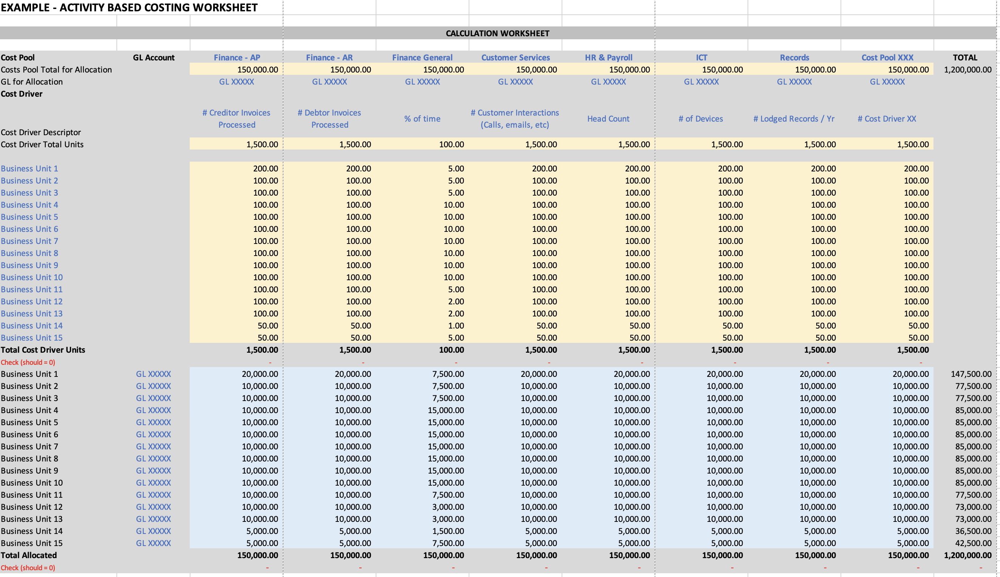 EXAMPLE - ACTIVITY BASED COSTING WORKSHEET
CALCULATION WORKSHEET
Cost Pool GL Account Finance - AP Finance - AR Finance General Customer Services HR & Payroll ICT Records Cost Pool XXX TOTAL
Costs Pool Total for Allocation 150,000.00 150,000.00 150,000.00 150,000.00 150,000.00 150,000.00 150,000.00 150,000.00 1,200,000.00
GL for Allocation GL XXXXX GL XXXXX GL XXXXX GL XXXXX GL XXXXX GL XXXXX GL XXXXX GL XXXXX
Cost Driver
# Creditor Invoices # Debtor Invoices # Customer Interactions
% of time Head Count # of Devices # Lodged Records / Yr # Cost Driver XX
Processed Processed (Calls, emails, etc)
Cost Driver Descriptor
Cost Driver Total Units 1,500.00 1,500.00 100.00 1,500.00 1,500.00 1,500.00 1,500.00 1,500.00
Business Unit 1 200.00 200.00 5.00 200.00 200.00 200.00 200.00 200.00
Business Unit 2 100.00 100.00 5.00 100.00 100.00 100.00 100.00 100.00
Business Unit 3 100.00 100.00 5.00 100.00 100.00 100.00 100.00 100.00
Business Unit 4 100.00 100.00 10.00 100.00 100.00 100.00 100.00 100.00
Business Unit 5 100.00 100.00 10.00 100.00 100.00 100.00 100.00 100.00
Business Unit 6 100.00 100.00 10.00 100.00 100.00 100.00 100.00 100.00
Business Unit 7 100.00 100.00 10.00 100.00 100.00 100.00 100.00 100.00
Business Unit 8 100.00 100.00 10.00 100.00 100.00 100.00 100.00 100.00
Business Unit 9 100.00 100.00 10.00 100.00 100.00 100.00 100.00 100.00
Business Unit 10 100.00 100.00 10.00 100.00 100.00 100.00 100.00 100.00
Business Unit 11 100.00 100.00 5.00 100.00 100.00 100.00 100.00 100.00
Business Unit 12 100.00 100.00 2.00 100.00 100.00 100.00 100.00 100.00
Business Unit 13 100.00 100.00 2.00 100.00 100.00 100.00 100.00 100.00
Business Unit 14 50.00 50.00 1.00 50.00 50.00 50.00 50.00 50.00
Business Unit 15 50.00 50.00 5.00 50.00 50.00 50.00 50.00 50.00
Total Cost Driver Units 1,500.00 1,500.00 100.00 1,500.00 1,500.00 1,500.00 1,500.00 1,500.00
Check (should = 0) - - - - - - - -
Business Unit 1 GL XXXXX 20,000.00 20,000.00 7,500.00 20,000.00 20,000.00 20,000.00 20,000.00 20,000.00 147,500.00
Business Unit 2 GL XXXXX 10,000.00 10,000.00 7,500.00 10,000.00 10,000.00 10,000.00 10,000.00 10,000.00 77,500.00
Business Unit 3 GL XXXXX 10,000.00 10,000.00 7,500.00 10,000.00 10,000.00 10,000.00 10,000.00 10,000.00 77,500.00
Business Unit 4 GL XXXXX 10,000.00 10,000.00 15,000.00 10,000.00 10,000.00 10,000.00 10,000.00 10,000.00 85,000.00
Business Unit 5 GL XXXXX 10,000.00 10,000.00 15,000.00 10,000.00 10,000.00 10,000.00 10,000.00 10,000.00 85,000.00
Business Unit 6 GL XXXXX 10,000.00 10,000.00 15,000.00 10,000.00 10,000.00 10,000.00 10,000.00 10,000.00 85,000.00
Business Unit 7 GL XXXXX 10,000.00 10,000.00 15,000.00 10,000.00 10,000.00 10,000.00 10,000.00 10,000.00 85,000.00
Business Unit 8 GL XXXXX 10,000.00 10,000.00 15,000.00 10,000.00 10,000.00 10,000.00 10,000.00 10,000.00 85,000.00
Business Unit 9 GL XXXXX 10,000.00 10,000.00 15,000.00 10,000.00 10,000.00 10,000.00 10,000.00 10,000.00 85,000.00
Business Unit 10 GL XXXXX 10,000.00 10,000.00 15,000.00 10,000.00 10,000.00 10,000.00 10,000.00 10,000.00 85,000.00
Business Unit 11 GL XXXXX 10,000.00 10,000.00 7,500.00 10,000.00 10,000.00 10,000.00 10,000.00 10,000.00 77,500.00
Business Unit 12 GL XXXXX 10,000.00 10,000.00 3,000.00 10,000.00 10,000.00 10,000.00 10,000.00 10,000.00 73,000.00
Business Unit 13 GL XXXXX 10,000.00 10,000.00 3,000.00 10,000.00 10,000.00 10,000.00 10,000.00 10,000.00 73,000.00
Business Unit 14 GL XXXXX 5,000.00 5,000.00 1,500.00 5,000.00 5,000.00 5,000.00 5,000.00 5,000.00 36,500.00
Business Unit 15 GL XXXXX 5,000.00 5,000.00 7,500.00 5,000.00 5,000.00 5,000.00 5,000.00 5,000.00 42,500.00
Total Allocated 150,000.00 150,000.00 150,000.00 150,000.00 150,000.00 150,000.00 150,000.00 150,000.00 1,200,000.00
Check (should = 0) - - - - - - - - -